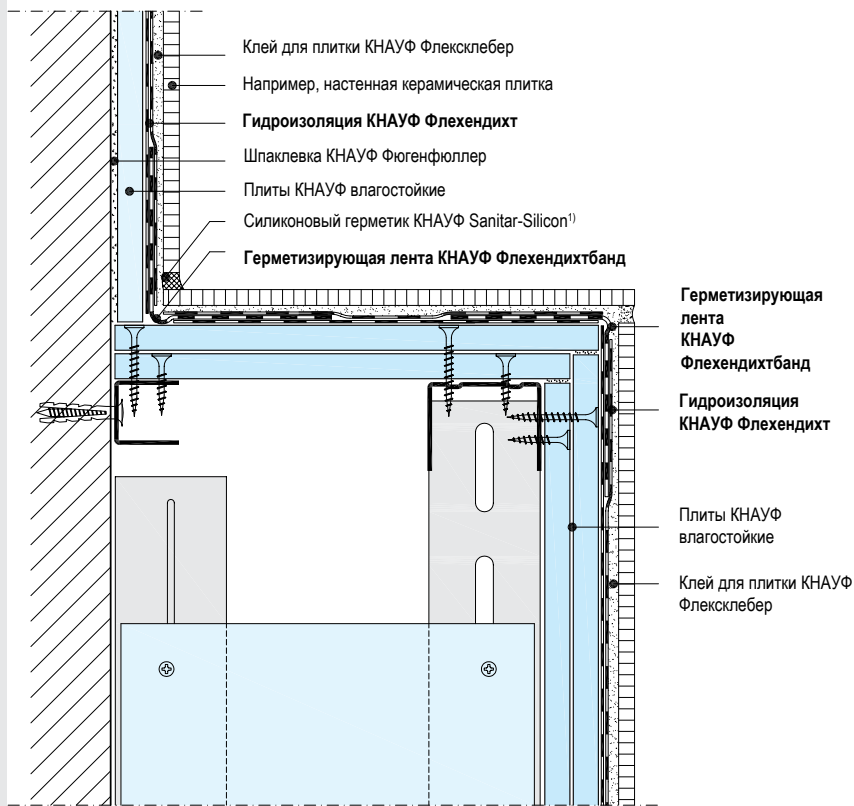 Клей для плитки КНАУФ Флексклебер
Например, настенная керамическая плитка
Гидроизоляция КНАУФ Флехендихт
Шпаклевка КНАУФ Фюгенфюллер
Плиты КНАУФ влагостойкие
Силиконовый герметик КНАУФ Sanitar-Silicon1)
Герметизирующая лента КНАУФ Флехендихтбанд
Герметизирующая
лента
КНАУФ
Флехендихтбанд
Гидроизоляция
КНАУФ Флехендихт
Плиты КНАУФ
влагостойкие
Клей для плитки КНАУФ
Флексклебер